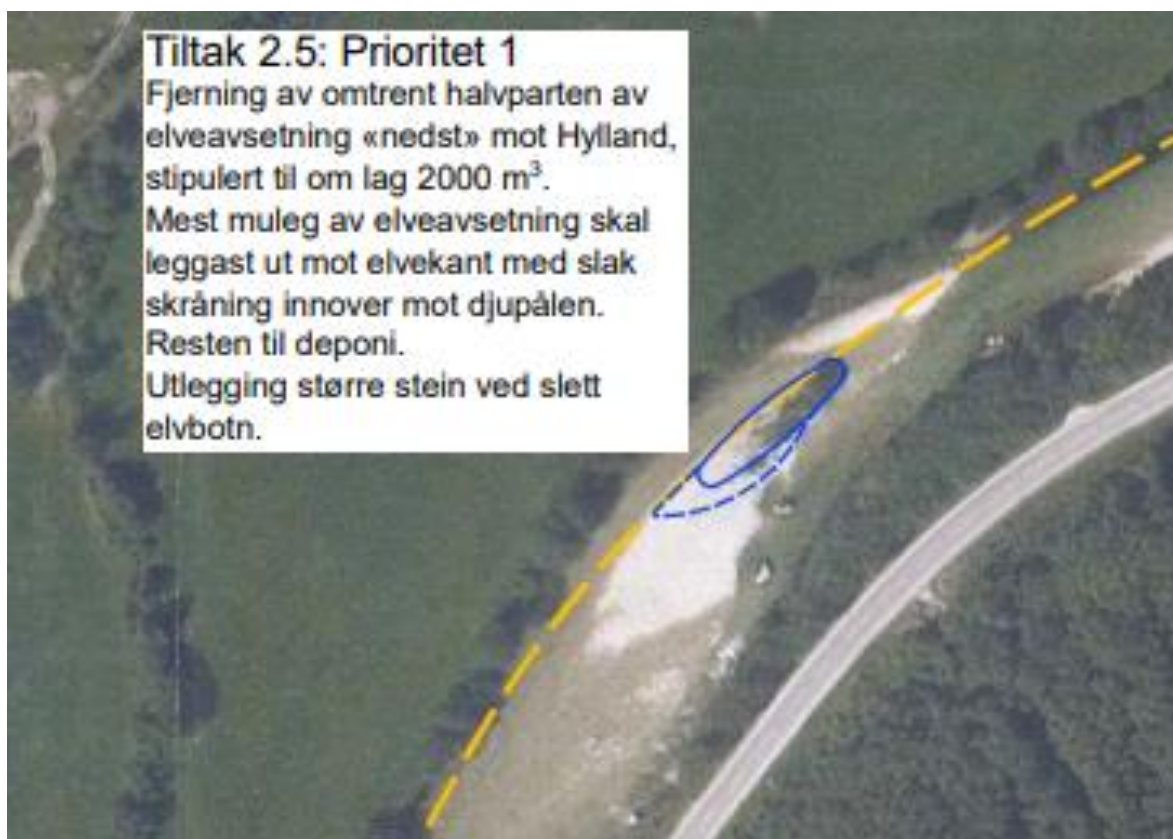 Tiltak 2.5: Prioritet 1
Fjerning av omtrent halvparten av
elveavsetning «nedst» mot Hylland,
stipulert til om lag 2000 m³.
Mest muleg av elveavsetning skal
leggast ut mot elvekant med slak
skråning innover mot djupålen.
Resten til deponi.
Utlegging større stein ved slett
elvbotn.